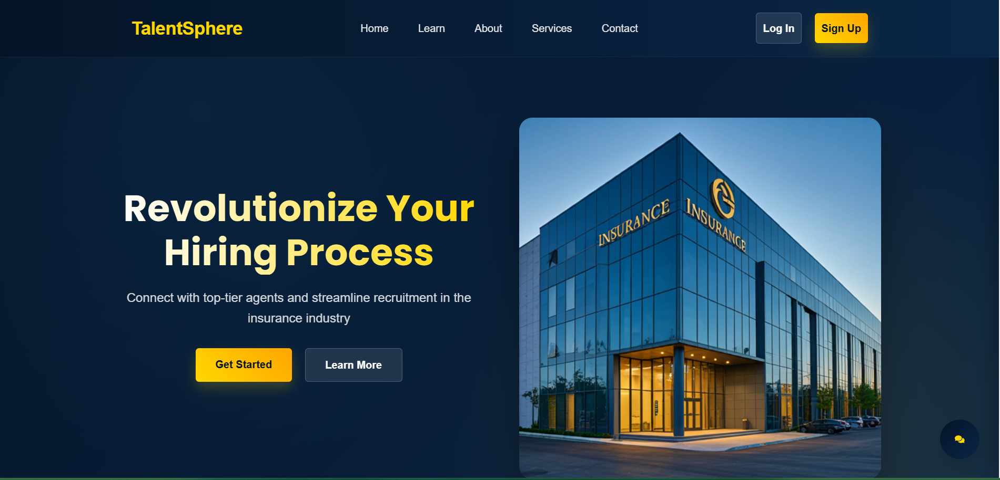 TalentSphere
Home
Learn
About
Services
Contact
Log In
Sign Up
Revolutionize Your
Hiring Process
Connect with top-tier agents and streamline recruitment in the
insurance industry
Get Started
Learn More
INSURANCE
INSURANCE